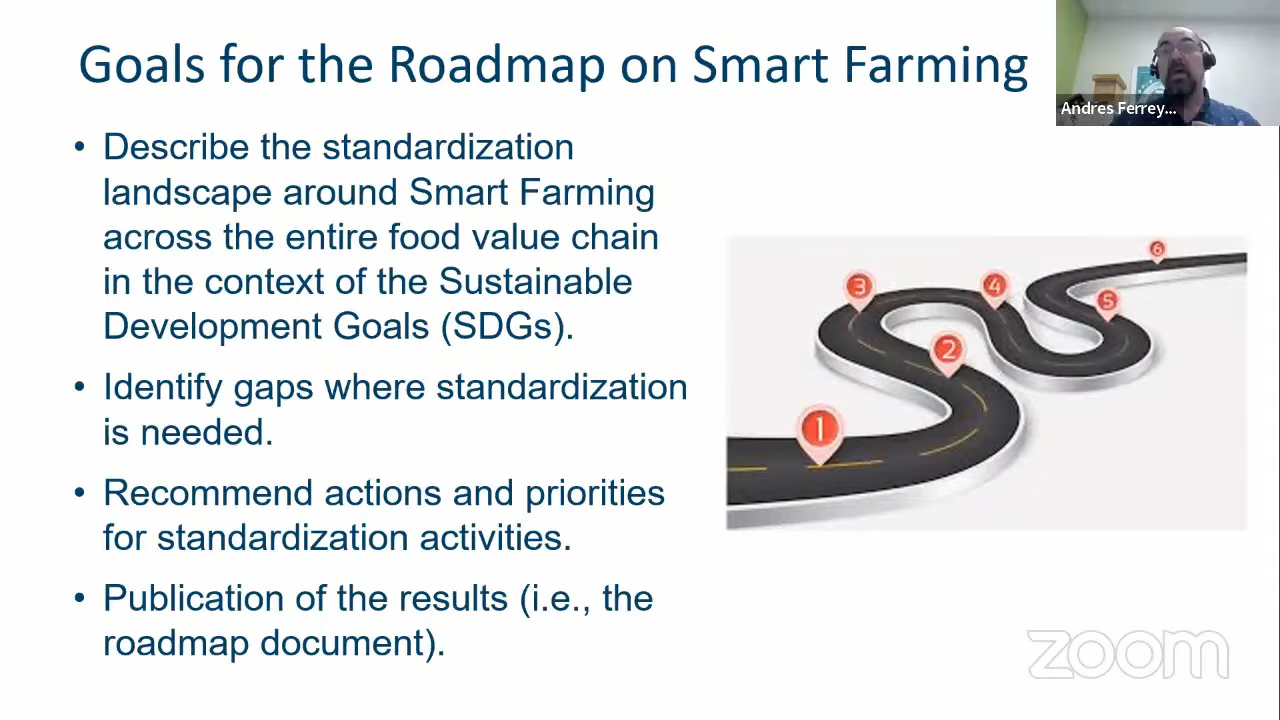 Goals for the Roadmap on Smart Farming
Andres Ferrey...
• Describe the standardization
landscape around Smart Farming
across the entire food value chain
in the context of the Sustainable
Development Goals (SDGs).
• Identify gaps where standardization
is needed.
• Recommend actions and priorities
for standardization activities.
• Publication of the results (i.e., the
roadmap document).
1
2
3
4
5
6
zoom